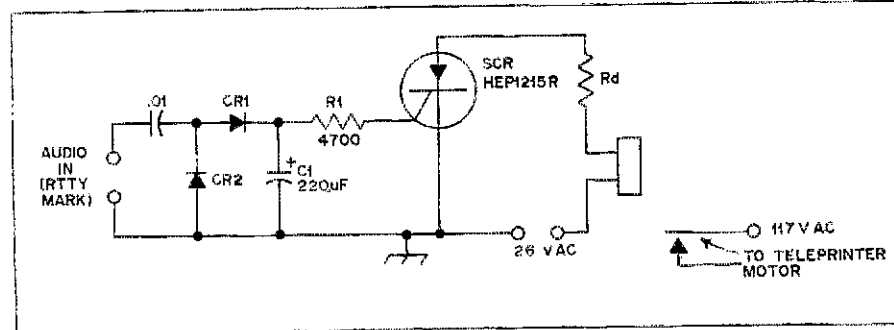 SCR
HEP1215R
Rd
.01
CR1
R1
4700
AUDIO
IN
(RTTY
MARK)
CR2
+
C1
220µF
26 VAC
117 VAC
TO TELEPRINTER
MOTOR